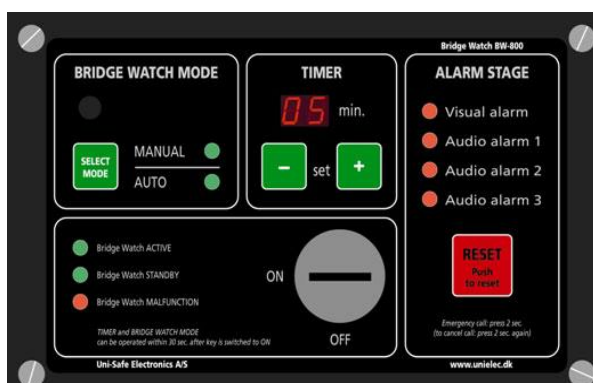 Bridge Watch BW-800
BRIDGE WATCH MODE
SELECT
MODE
MANUAL
AUTO
TIMER
05 min.
- set +
ALARM STAGE
Visual alarm
Audio alarm 1
Audio alarm 2
Audio alarm 3
RESET
Push
to reset
Emergency call: press 2 sec.
(to cancel call: press 2 sec. again)
Bridge Watch ACTIVE
Bridge Watch STANDBY
Bridge Watch MALFUNCTION
TIMER and BRIDGE WATCH MODE
can be operated within 30 sec. after key is switched to ON
ON
OFF
Uni-Safe Electronics A/S
www.unielec.dk